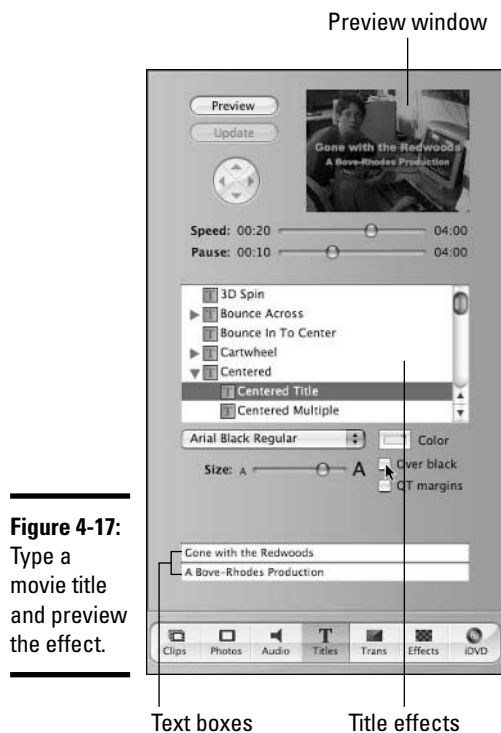 Preview window
Preview
Update
Gone with the Redwoods
A Bove-Rhodes Production
Speed: 00:20 04:00
Pause: 00:10 04:00
T 3D Spin
T Bounce Across
T Bounce In To Center
T Cartwheel
T Centered
T Centered Title
T Centered Multiple
Arial Black Regular Color
Size: A A Over black
QT margins
Gone with the Redwoods
A Bove-Rhodes Production
T
Clips Photos Audio Titles Trans Effects iDVD
Figure 4-17:
Type a
movie title
and preview
the effect.
Text boxes Title effects